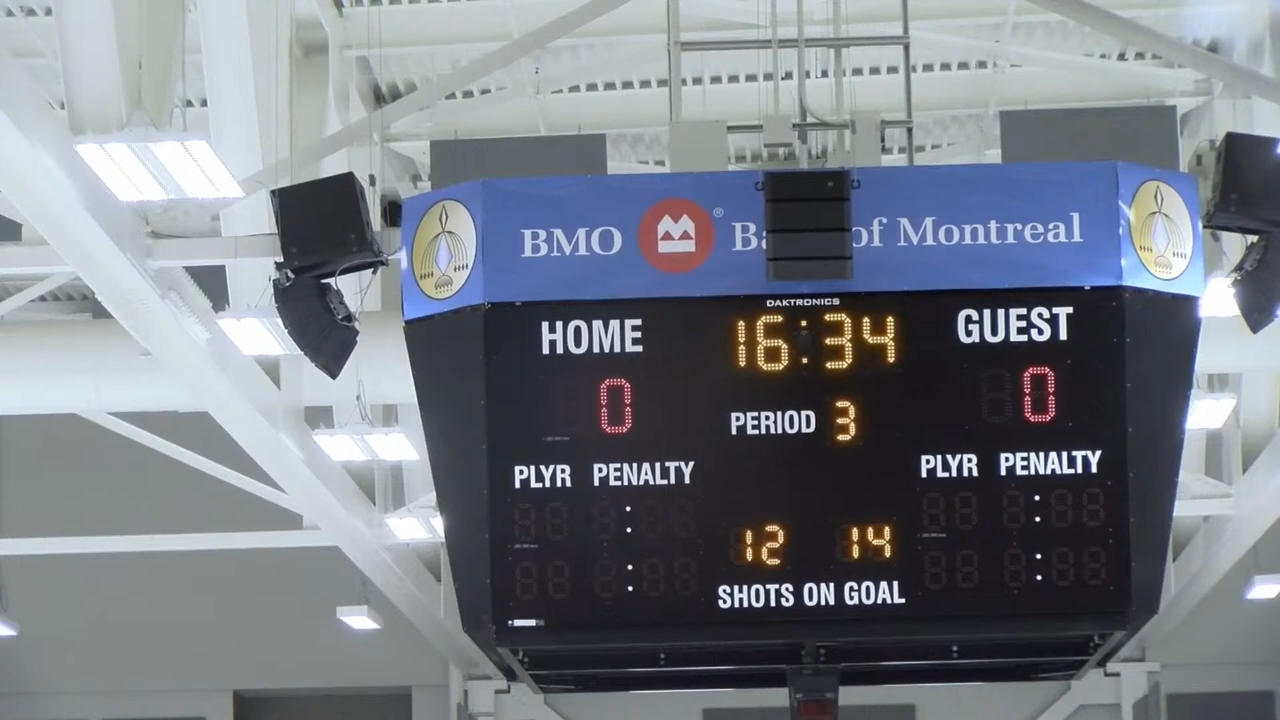 BMO ® Ba of Montreal
DAKTRONICS
HOME 16:34 GUEST
0 PERIOD 3 0
PLYR PENALTY PLYR PENALTY
12 14
SHOTS ON GOAL